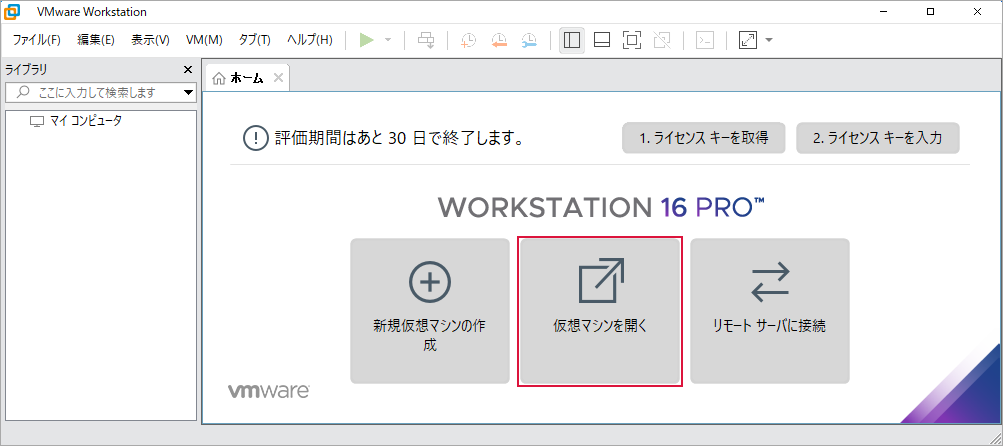 VMware Workstation
ファイル(F) 編集(E) 表示(V) VM(M) タブ(T) ヘルプ(H)
ライブラリ
ここに入力して検索します
マイ コンピュータ
ホーム
評価期間はあと 30 日で終了します。
1. ライセンス キーを取得
2. ライセンス キーを入力
WORKSTATION 16 PRO™
新規仮想マシンの作
成
仮想マシンを開く
リモート サーバに接続
vmware